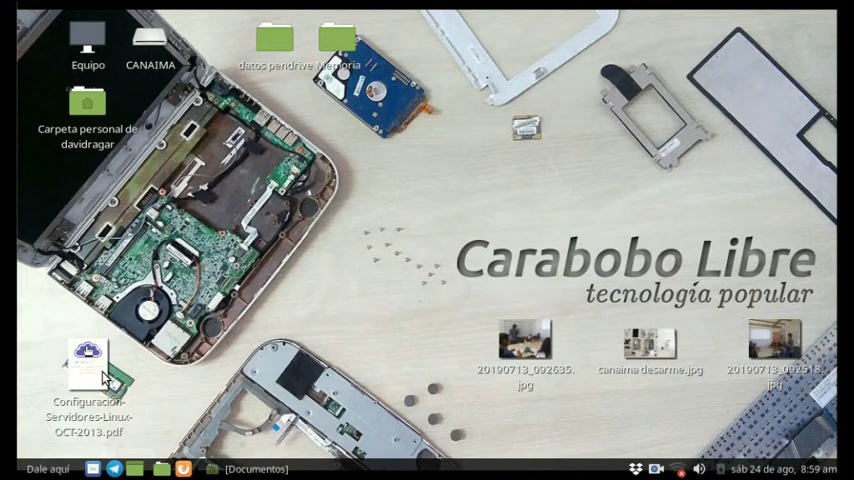 Equipo
CANAIMA
datos pendrive
Memoria
Carpeta personal de
davidragar
Carabobo Libre
tecnología popular
20190713_092635.
jpg
canaima desarme.jpg
20190713_092518.
jpg
Configuración-
Servidores-Linux-
OCT-2013.pdf
Dale aquí
[Documentos]
sáb 24 de ago, 8:59 am